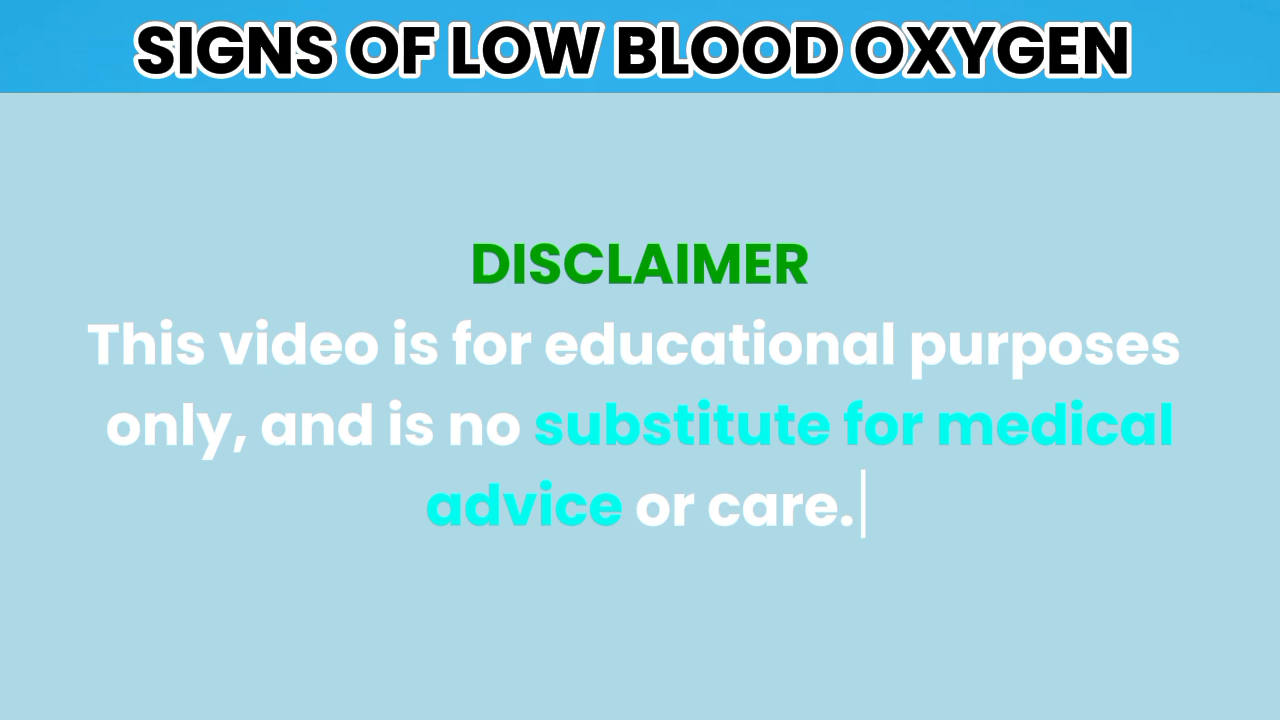 SIGNS OF LOW BLOOD OXYGEN
DISCLAIMER
This video is for educational purposes
only, and is no substitute for medical
advice or care.